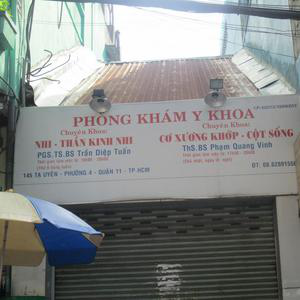 PHÒNG KHÁM Y KHOA
Chuyên Khoa:
NHI - THẦN KINH NHI
PGS.TS.BS Trần Diệp Tuấn
Chuyên Khoa:
CƠ XƯƠNG KHỚP - CỘT SỐNG
ThS.BS Phạm Quang Vinh
145 TẠ UYÊN - PHƯỜNG 4 - QUẬN 11 - TP.HCM